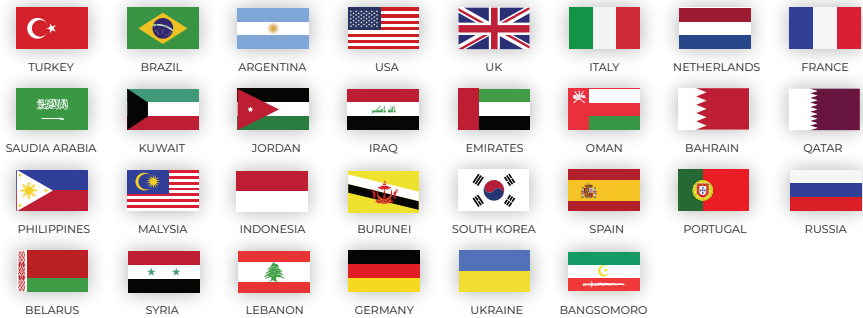 TURKEY BRAZIL ARGENTINA USA UK ITALY NETHERLANDS FRANCE
SAUDIA ARABIA KUWAIT JORDAN IRAQ EMIRATES OMAN BAHRAIN QATAR
PHILIPPINES MALYSIA INDONESIA BURUNEI SOUTH KOREA SPAIN PORTUGAL RUSSIA
BELARUS SYRIA LEBANON GERMANY UKRAINE BANGSOMORO